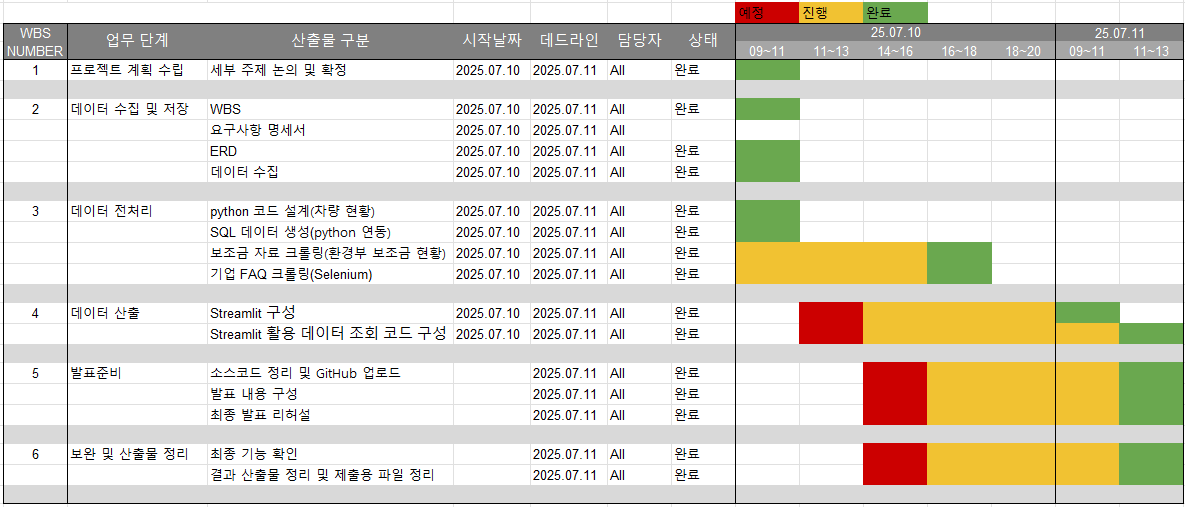 예정 진행 완료
WBS NUMBER 업무 단계 산출물 구분 시작날짜 데드라인 담당자 상태 25.07.10 25.07.11
09~11 11~13 14~16 16~18 18~20 09~11 11~13
1 프로젝트 계획 수립 세부 주제 논의 및 확정 2025.07.10 2025.07.11 All 완료
2 데이터 수집 및 저장 WBS 2025.07.10 2025.07.11 All 완료
요구사항 명세서 2025.07.10 2025.07.11 All
ERD 2025.07.10 2025.07.11 All 완료
데이터 수집 2025.07.10 2025.07.11 All 완료
3 데이터 전처리 python 코드 설계(차량 현황) 2025.07.10 2025.07.11 All 완료
SQL 데이터 생성(python 연동) 2025.07.10 2025.07.11 All 완료
보조금 자료 크롤링(환경부 보조금 현황) 2025.07.10 2025.07.11 All 완료
기업 FAQ 크롤링(Selenium) 2025.07.10 2025.07.11 All 완료
4 데이터 산출 Streamlit 구성 2025.07.10 2025.07.11 All 완료
Streamlit 활용 데이터 조회 코드 구성 2025.07.10 2025.07.11 All 완료
5 발표준비 소스코드 정리 및 GitHub 업로드 2025.07.11 All 완료
발표 내용 구성 2025.07.11 All 완료
최종 발표 리허설 2025.07.11 All 완료
6 보완 및 산출물 정리 최종 기능 확인 2025.07.11 All 완료
결과 산출물 정리 및 제출용 파일 정리 2025.07.11 All 완료